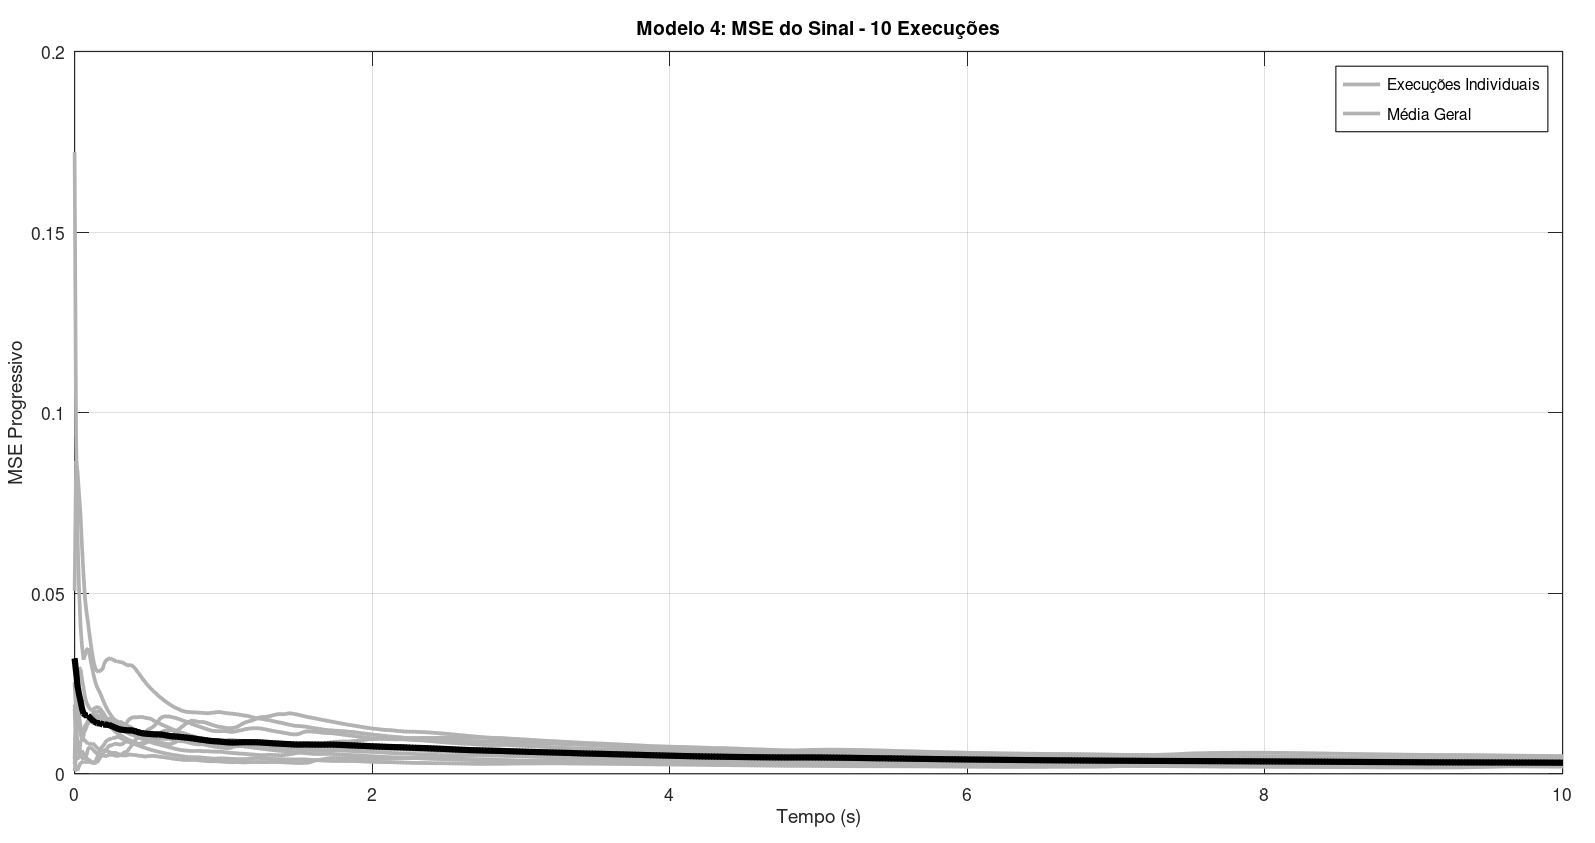 Modelo 4: MSE do Sinal - 10 Execuções
0.2
0.15
0.1
0.05
0
MSE Progressivo
Execuções Individuais
Média Geral
0 2 4 6 8 10
Tempo (s)